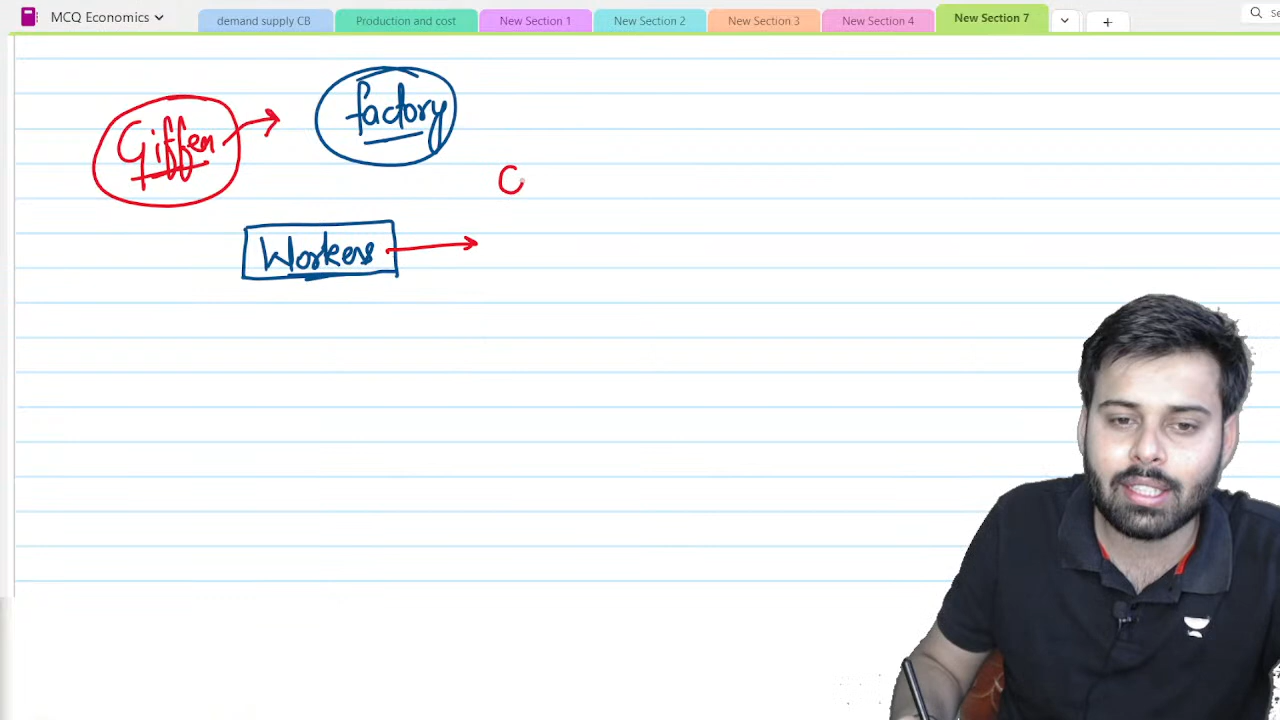 MCQ Economics
demand supply CB
Production and cost
New Section 1
New Section 2
New Section 3
New Section 4
New Section 7
Giffen
factory
C
Workers